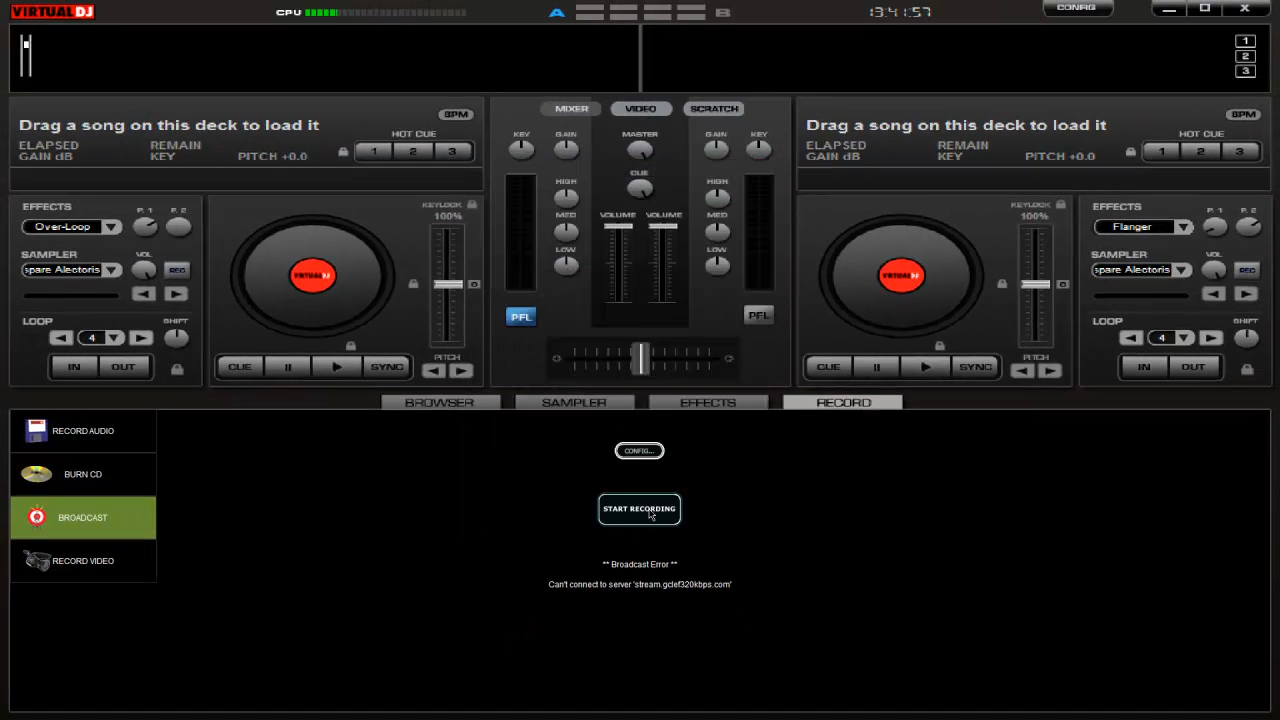 VIRTUAL DJ
CPU
A
B
13:41:57
CONFIG
1
2
3
Drag a song on this deck to load it
BPM
ELAPSED
REMAIN
HOT CUE
GAIN dB
KEY
PITCH +0.0
1 2 3
MIXER
VIDEO
SCRATCH
KEY
GAIN
MASTER
GAIN
KEY
HIGH
CUE
HIGH
MED
VOLUME
VOLUME
MED
LOW
LOW
PFL
PFL
Drag a song on this deck to load it
BPM
ELAPSED
REMAIN
HOT CUE
GAIN dB
KEY
PITCH +0.0
1 2 3
EFFECTS
P. 1
P. 2
Over-Loop
SAMPLER
VOL
spare Alectoris
REC
LOOP
SHIFT
4
IN
OUT
KEYLOCK
100%
VIRTUAL DJ
PITCH
CUE
SYNC
KEYLOCK
100%
VIRTUAL DJ
PITCH
CUE
SYNC
EFFECTS
P. 1
P. 2
Flanger
SAMPLER
VOL
spare Alectoris
REC
LOOP
SHIFT
4
IN
OUT
BROWSER
SAMPLER
EFFECTS
RECORD
RECORD AUDIO
BURN CD
BROADCAST
RECORD VIDEO
CONFIG...
START RECORDING
** Broadcast Error **
Can't connect to server 'stream.gclef320kbps.com'